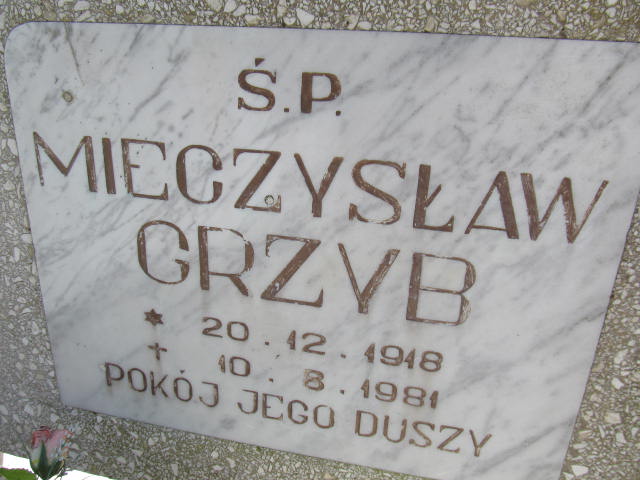 Ś.P.
MIECZYSŁAW
GRZYB
* 20.12.1918
+ 10.8.1981
POKÓJ JEGO DUSZY